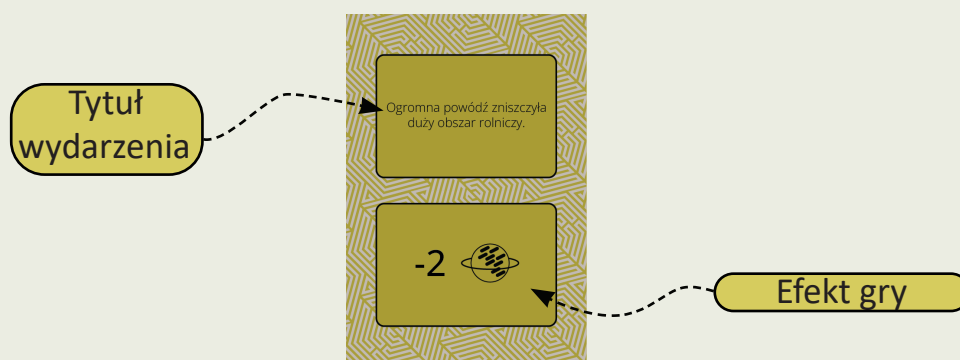 Tytuł
wydarzenia
Ogromna powódź zniszczyła
duży obszar rolniczy.
-2
Efekt gry